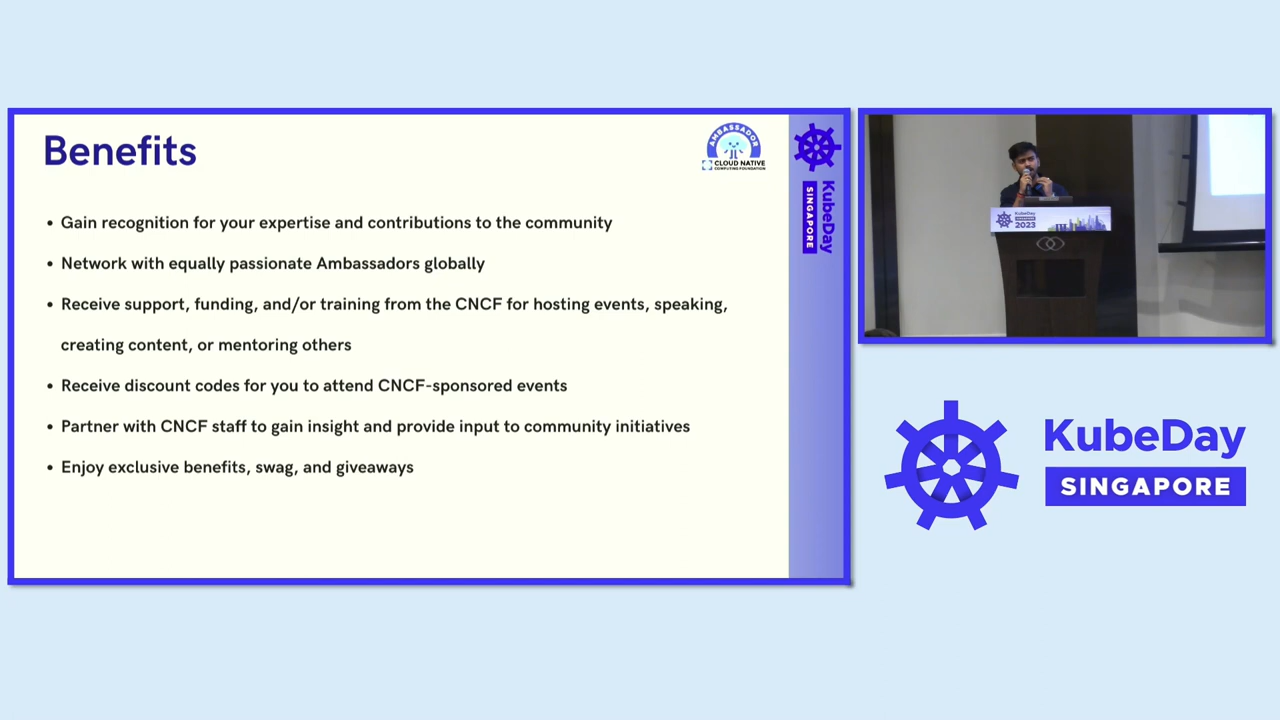 Benefits
AMBASSADOR
CLOUD NATIVE
COMPUTING FOUNDATION
• Gain recognition for your expertise and contributions to the community
• Network with equally passionate Ambassadors globally
• Receive support, funding, and/or training from the CNCF for hosting events, speaking,
creating content, or mentoring others
• Receive discount codes for you to attend CNCF-sponsored events
• Partner with CNCF staff to gain insight and provide input to community initiatives
• Enjoy exclusive benefits, swag, and giveaways
KubeDay
SINGAPORE
KubeDay
SINGAPORE
2023
KubeDay
SINGAPORE